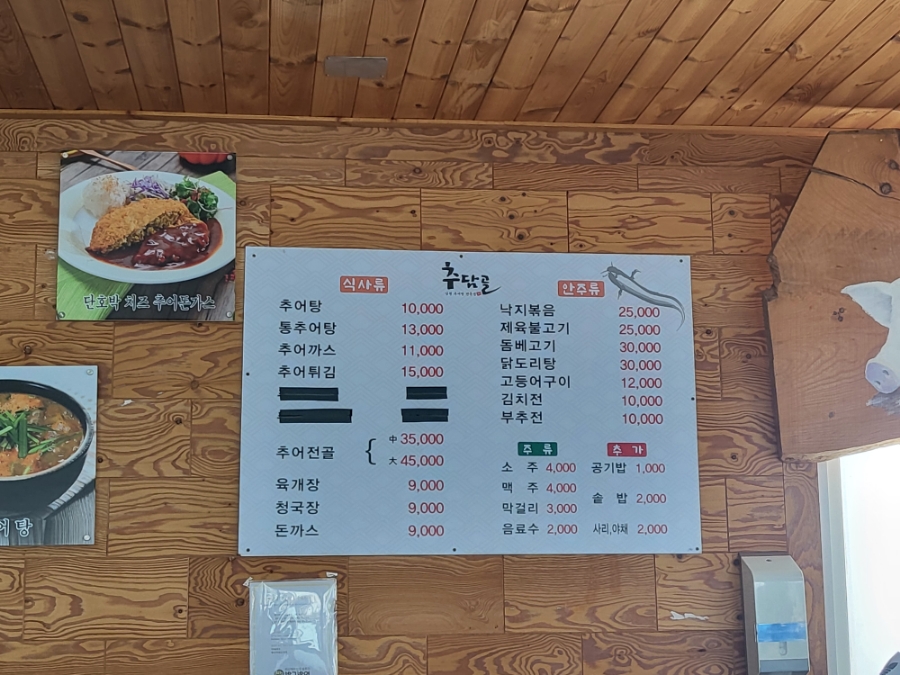 단호박 치즈 추어돈가스
어탕
추담골
식사류
추어탕 10,000
통추어탕 13,000
추어까스 11,000
추어튀김 15,000
추어전골 { 中 35,000
大 45,000
육개장 9,000
청국장 9,000
돈까스 9,000
안주류
낙지볶음 25,000
제육불고기 25,000
돔베고기 30,000
닭도리탕 30,000
고등어구이 12,000
김치전 10,000
부추전 10,000
주 류
소 주 4,000
맥 주 4,000
막걸리 3,000
음료수 2,000
추 가
공기밥 1,000
솥 밥 2,000
사리,야채 2,000